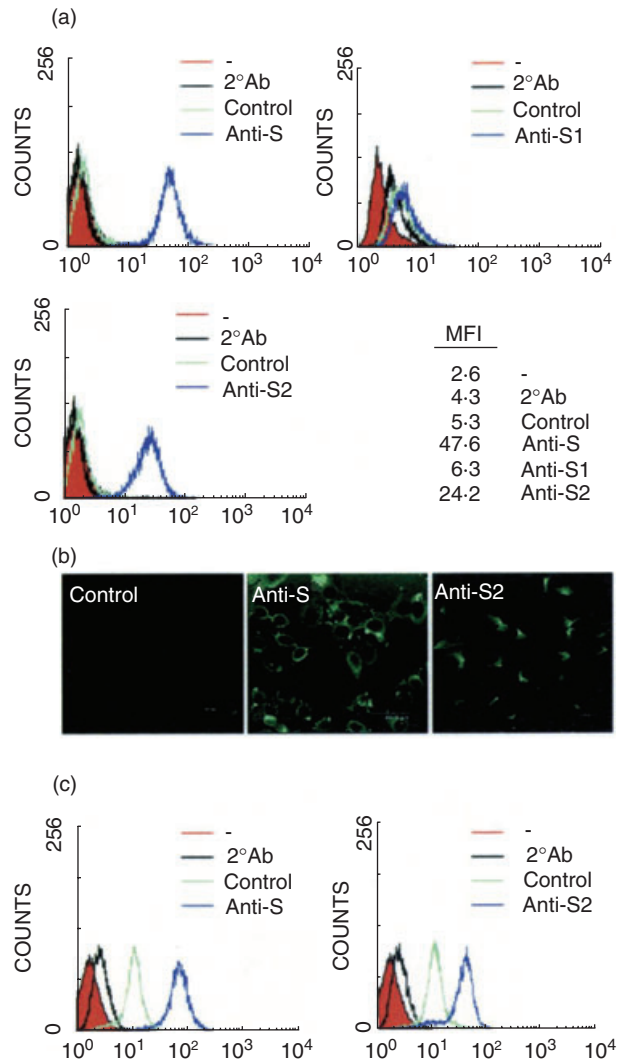 (a)
256
COUNTS
0
-
2°Ab
Control
Anti-S
10⁰ 10¹ 10² 10³ 10⁴
256
COUNTS
0
-
2°Ab
Control
Anti-S1
10⁰ 10¹ 10² 10³ 10⁴
256
COUNTS
0
-
2°Ab
Control
Anti-S2
10⁰ 10¹ 10² 10³ 10⁴
MFI
2·6 -
4·3 2°Ab
5·3 Control
47·6 Anti-S
6·3 Anti-S1
24·2 Anti-S2
(b)
Control
Anti-S
Anti-S2
(c)
256
COUNTS
0
-
2°Ab
Control
Anti-S
10⁰ 10¹ 10² 10³ 10⁴
256
COUNTS
0
-
2°Ab
Control
Anti-S2
10⁰ 10¹ 10² 10³ 10⁴